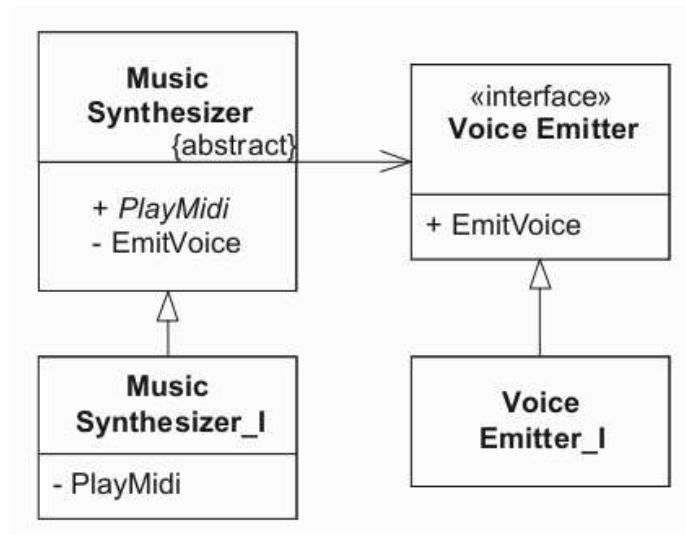 Music
Synthesizer
{abstract}
+ PlayMidi
- EmitVoice
«interface»
Voice Emitter
+ EmitVoice
Music
Synthesizer_I
- PlayMidi
Voice
Emitter_I